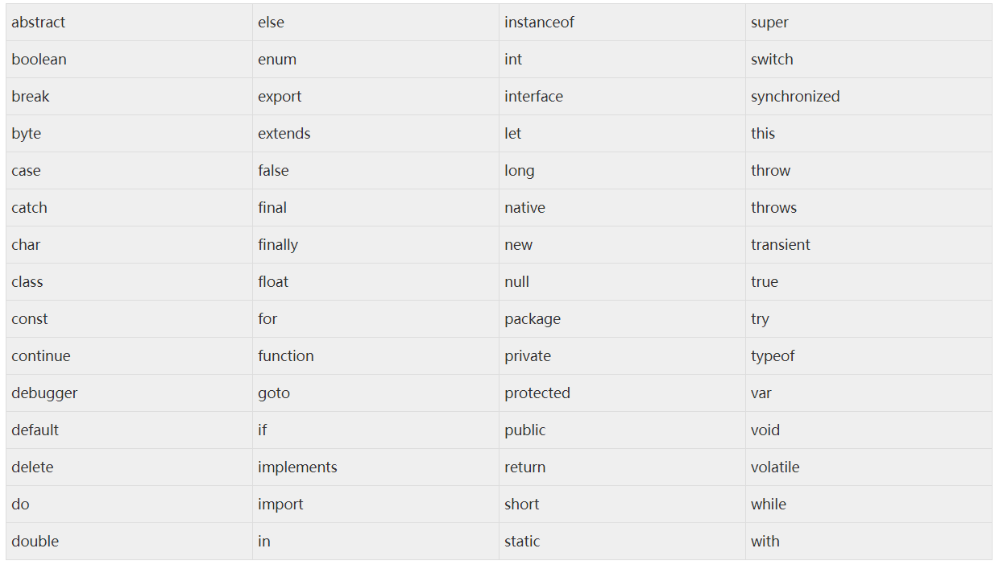 abstract else instanceof super
boolean enum int switch
break export interface synchronized
byte extends let this
case false long throw
catch final native throws
char finally new transient
class float null true
const for package try
continue function private typeof
debugger goto protected var
default if public void
delete implements return volatile
do import short while
double in static with